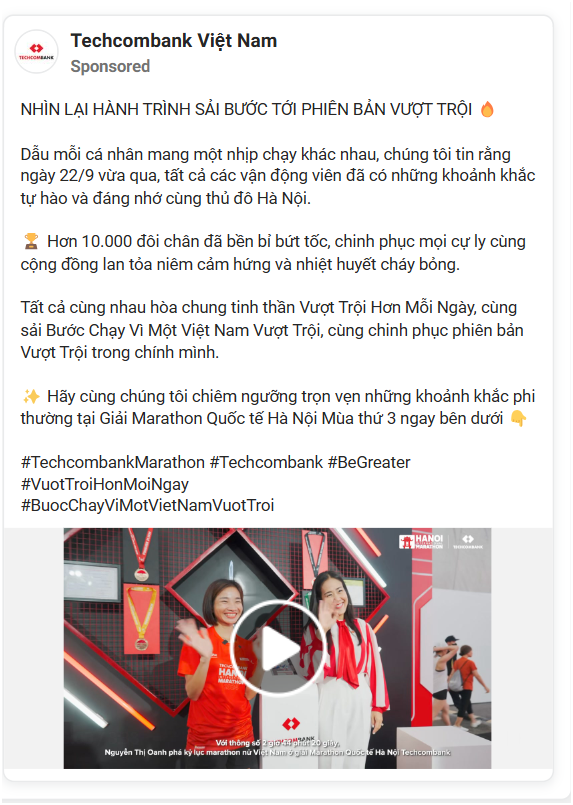 Techcombank Việt Nam
TECHCOMBANK
Sponsored
NHÌN LẠI HÀNH TRÌNH SẢI BƯỚC TỚI PHIÊN BẢN VƯỢT TRỘI 🔥
Dẫu mỗi cá nhân mang một nhịp chạy khác nhau, chúng tôi tin rằng
ngày 22/9 vừa qua, tất cả các vận động viên đã có những khoảnh khắc
tự hào và đáng nhớ cùng thủ đô Hà Nội.
🏆 Hơn 10.000 đôi chân đã bền bỉ bứt tốc, chinh phục mọi cự ly cùng
cộng đồng lan tỏa niêm cảm hứng và nhiệt huyết cháy bỏng.
Tất cả cùng nhau hòa chung tinh thần Vượt Trội Hơn Mỗi Ngày, cùng
sải Bước Chạy Vì Một Việt Nam Vượt Trội, cùng chinh phục phiên bản
Vượt Trội trong chính mình.
✨ Hãy cùng chúng tôi chiêm ngưỡng trọn vẹn những khoảnh khắc phi
thường tại Giải Marathon Quốc tế Hà Nội Mùa thứ 3 ngay bên dưới 👇
#TechcombankMarathon #Techcombank #BeGreater
#VuotTroiHonMoiNgay
#BuocChayViMotVietNamVuotTroi
HANOI
MARATHON
TECHCOMBANK
TECHCOMBANK
HANOI
MARATHON
TECHCOMBANK
Với thông số 2 giờ 44 phút 20 giây,
Nguyễn Thị Oanh phá kỷ lục marathon nữ Việt Nam ở giải Marathon Quốc tế Hà Nội Techcombank